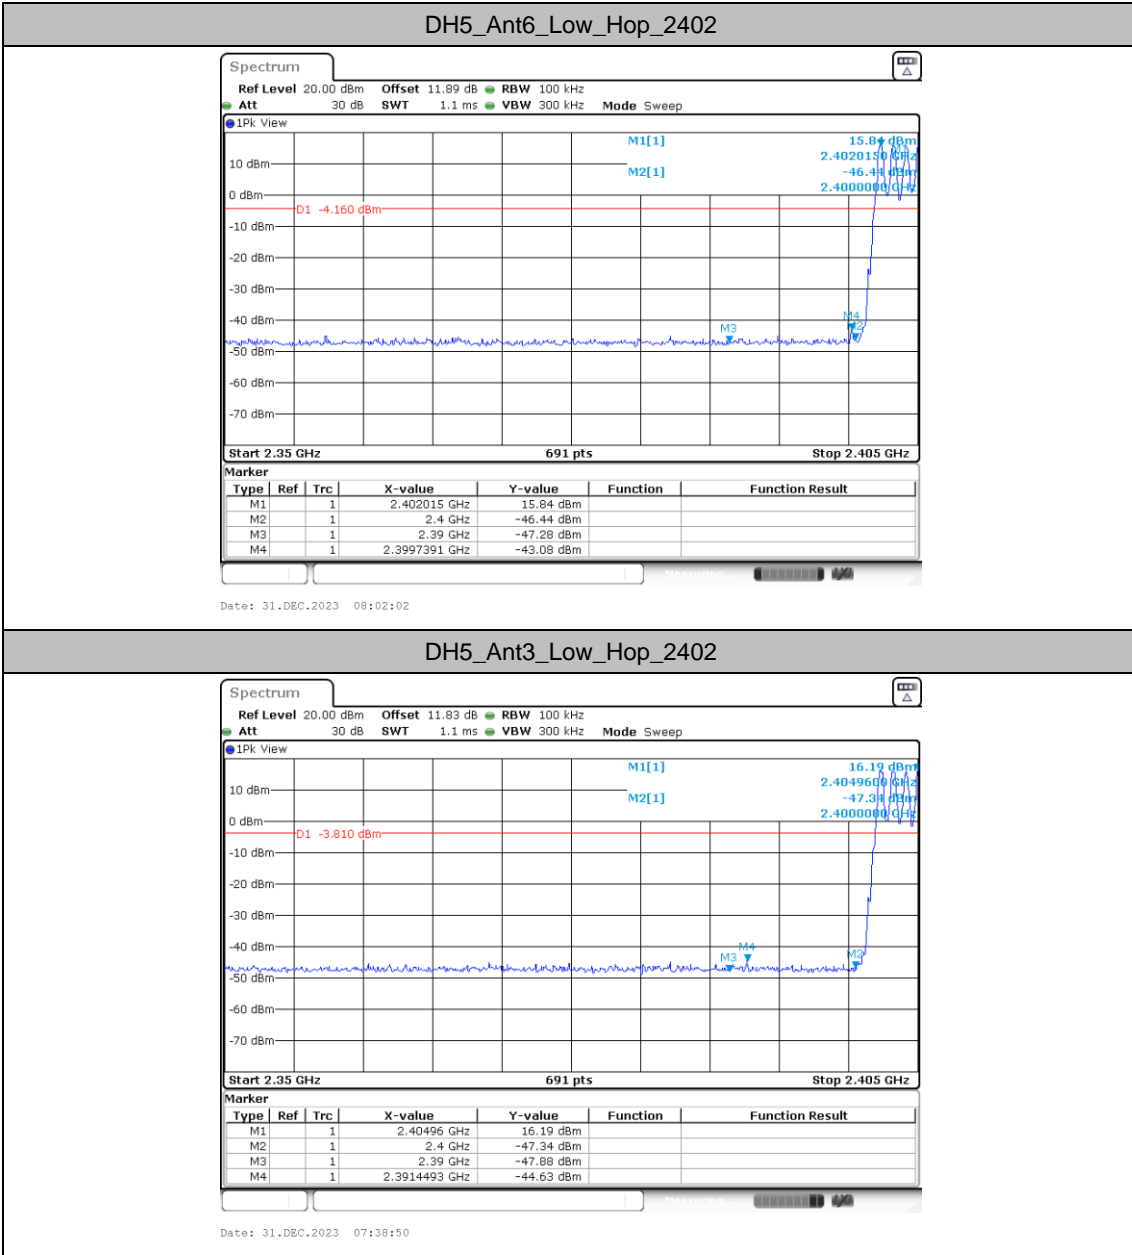 DH5_Ant6_Low_Hop_2402
Spectrum
Ref Level 20.00 dBm Offset 11.89 dB RBW 100 kHz
Att 30 dB SWT 1.1 ms VBW 300 kHz Mode Sweep
1Pk View
M1[1] 15.84 dBm
2.4020150 GHz
M2[1] -46.44 dBm
2.4000000 GHz
10 dBm
0 dBm
D1 -4.160 dBm
-10 dBm
-20 dBm
-30 dBm
-40 dBm
M3
M4
M2
-50 dBm
-60 dBm
-70 dBm
Start 2.35 GHz 691 pts Stop 2.405 GHz
Marker
Type Ref Trc X-value Y-value Function Function Result
M1 1 2.402015 GHz 15.84 dBm
M2 1 2.4 GHz -46.44 dBm
M3 1 2.39 GHz -47.28 dBm
M4 1 2.3997391 GHz -43.08 dBm
Measuring...
Date: 31.DEC.2023 08:02:02
DH5_Ant3_Low_Hop_2402
Spectrum
Ref Level 20.00 dBm Offset 11.83 dB RBW 100 kHz
Att 30 dB SWT 1.1 ms VBW 300 kHz Mode Sweep
1Pk View
M1[1] 16.19 dBm
2.4049600 GHz
M2[1] -47.34 dBm
2.4000000 GHz
10 dBm
0 dBm
D1 -3.810 dBm
-10 dBm
-20 dBm
-30 dBm
-40 dBm
M3
M4
M2
-50 dBm
-60 dBm
-70 dBm
Start 2.35 GHz 691 pts Stop 2.405 GHz
Marker
Type Ref Trc X-value Y-value Function Function Result
M1 1 2.40496 GHz 16.19 dBm
M2 1 2.4 GHz -47.34 dBm
M3 1 2.39 GHz -47.88 dBm
M4 1 2.3914493 GHz -44.63 dBm
Measuring...
Date: 31.DEC.2023 07:38:50